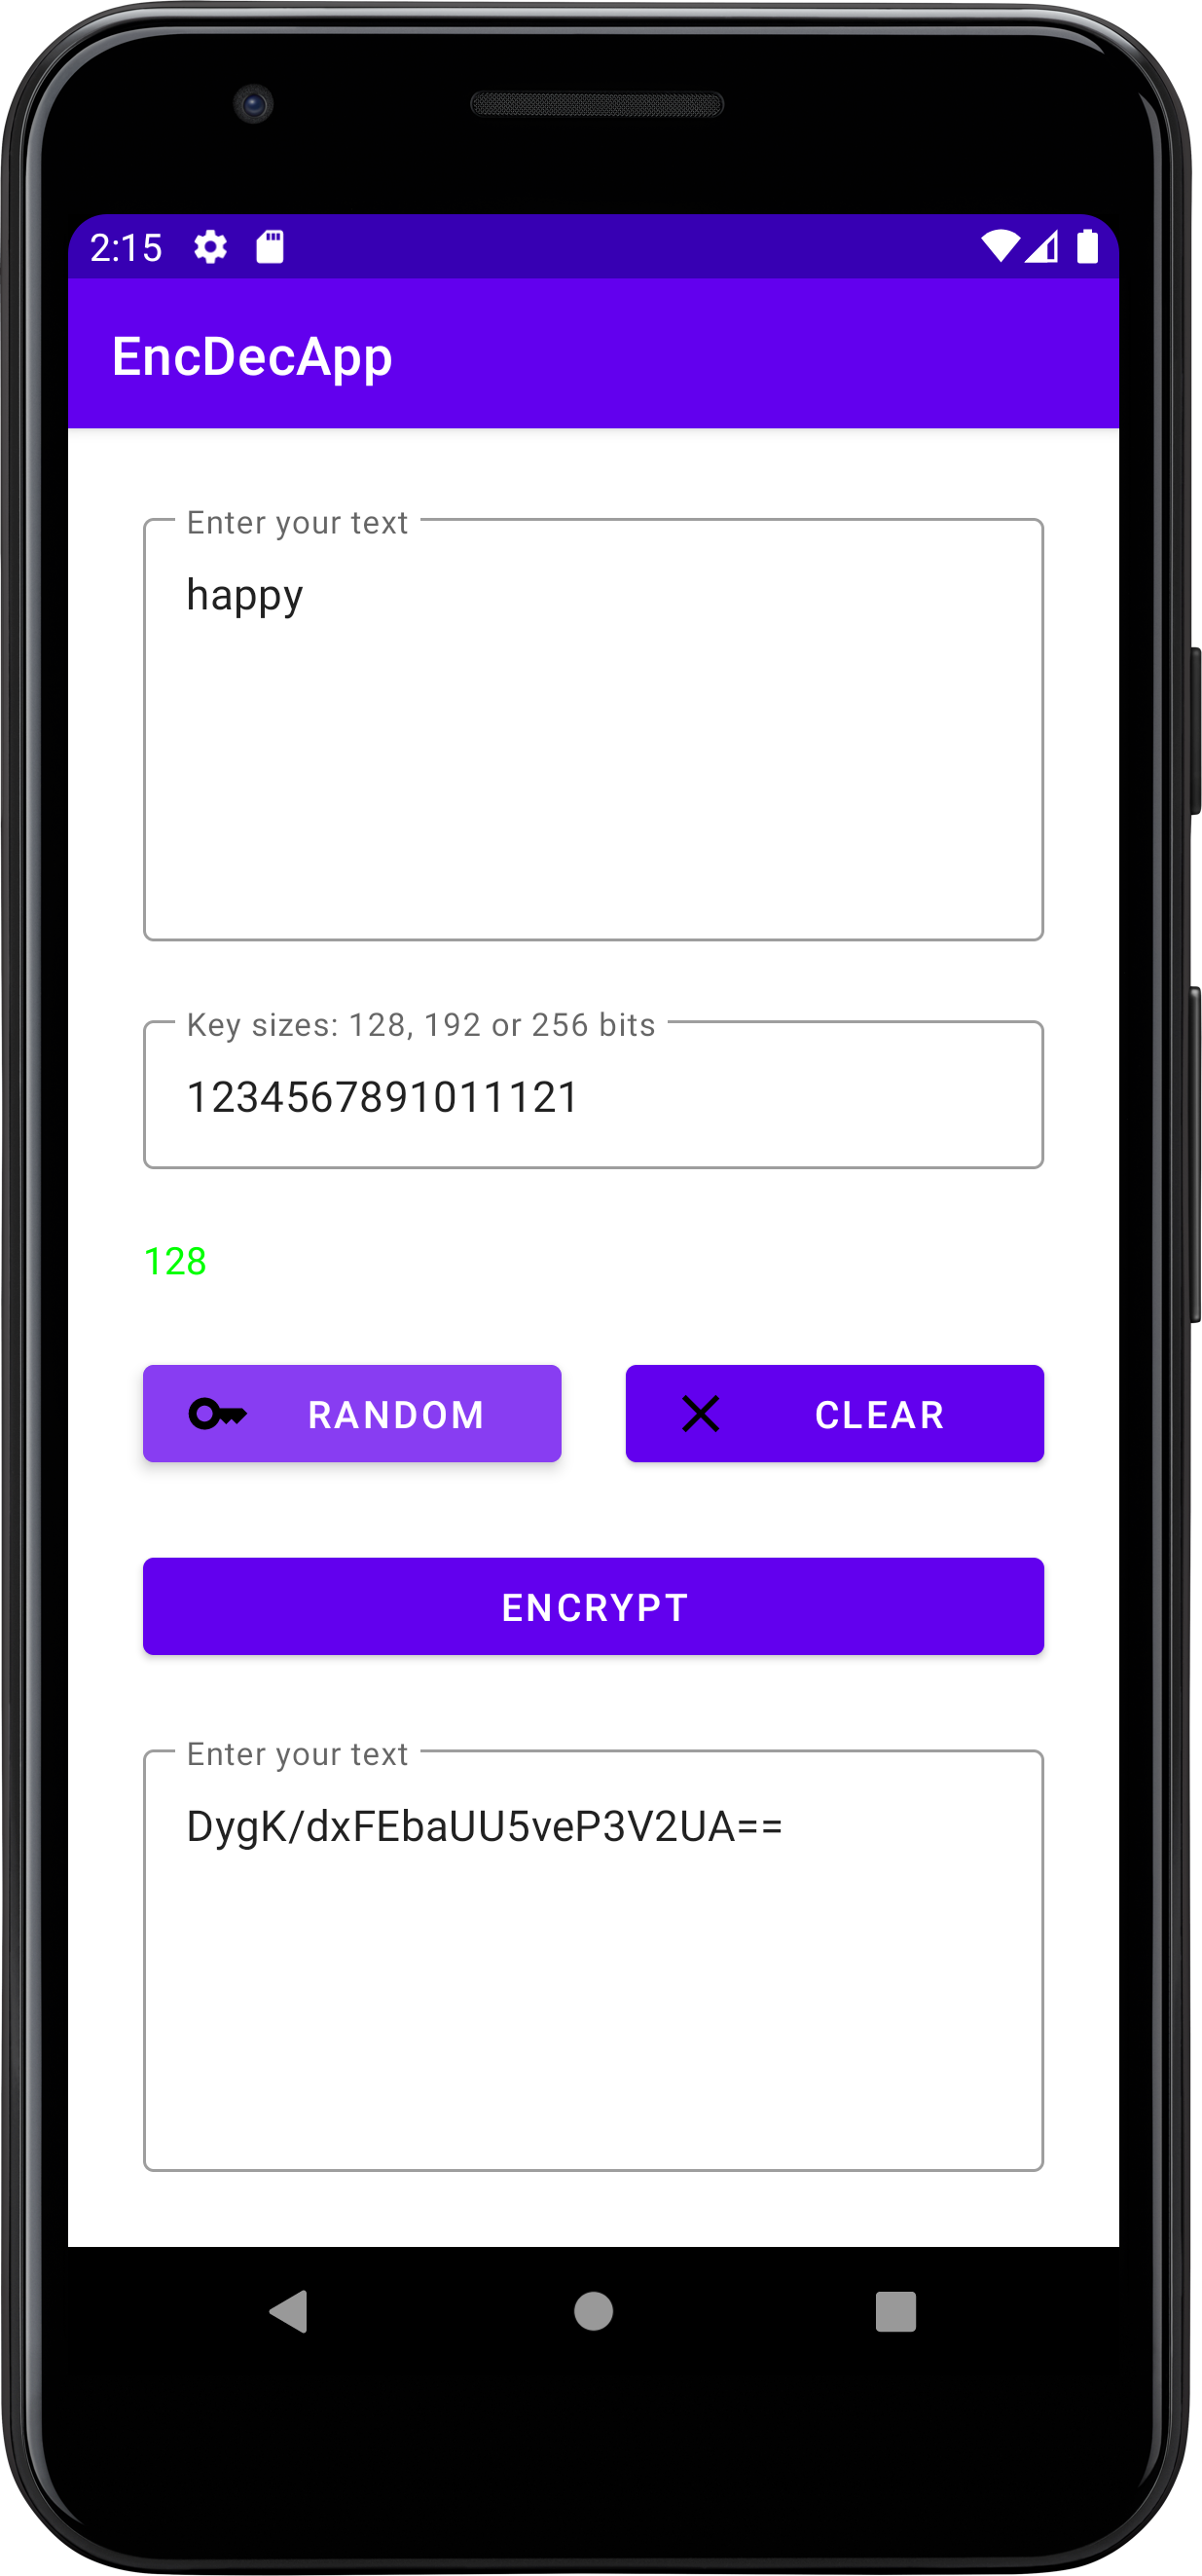 2:15
EncDecApp
Enter your text
happy
Key sizes: 128, 192 or 256 bits
1234567891011121
128
RANDOM CLEAR
ENCRYPT
Enter your text
DygK/dxFEbaUU5veP3V2UA==